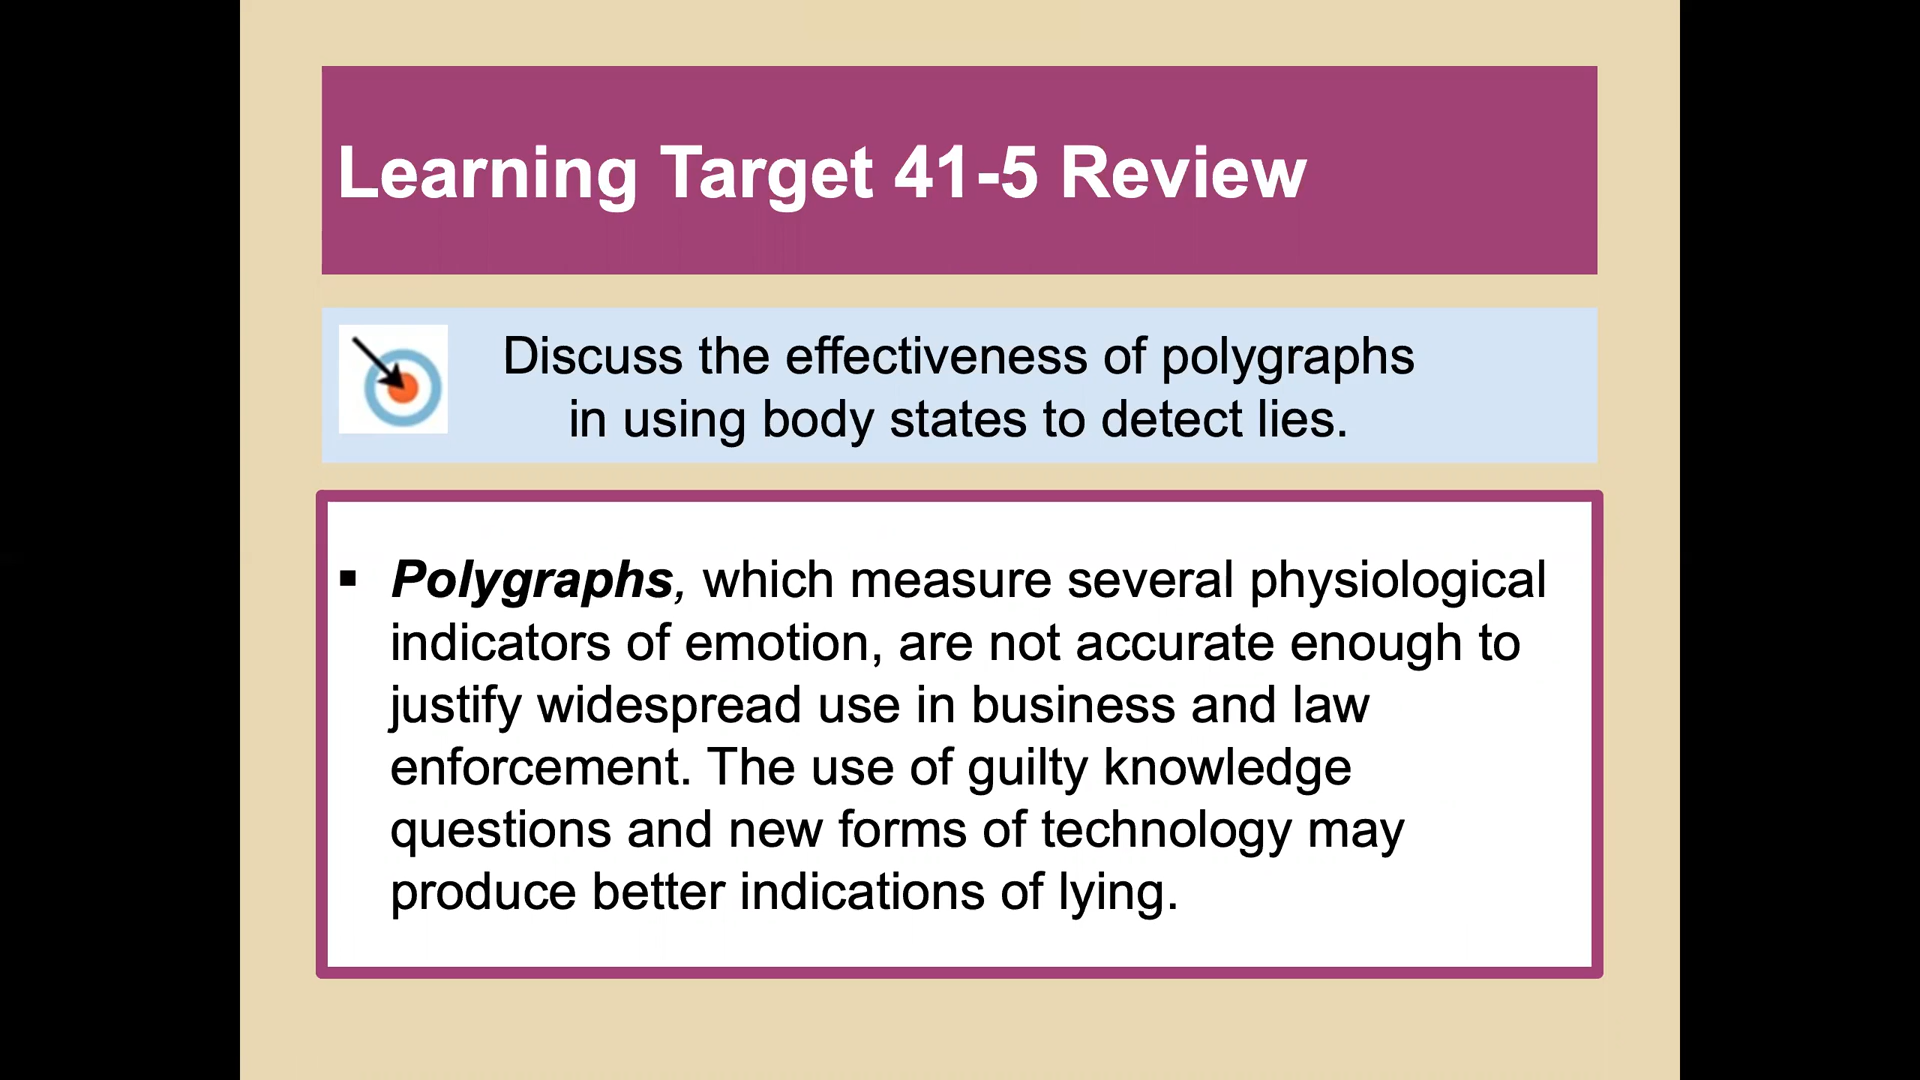 Learning Target 41-5 Review
Discuss the effectiveness of polygraphs
in using body states to detect lies.
▪ Polygraphs, which measure several physiological
indicators of emotion, are not accurate enough to
justify widespread use in business and law
enforcement. The use of guilty knowledge
questions and new forms of technology may
produce better indications of lying.